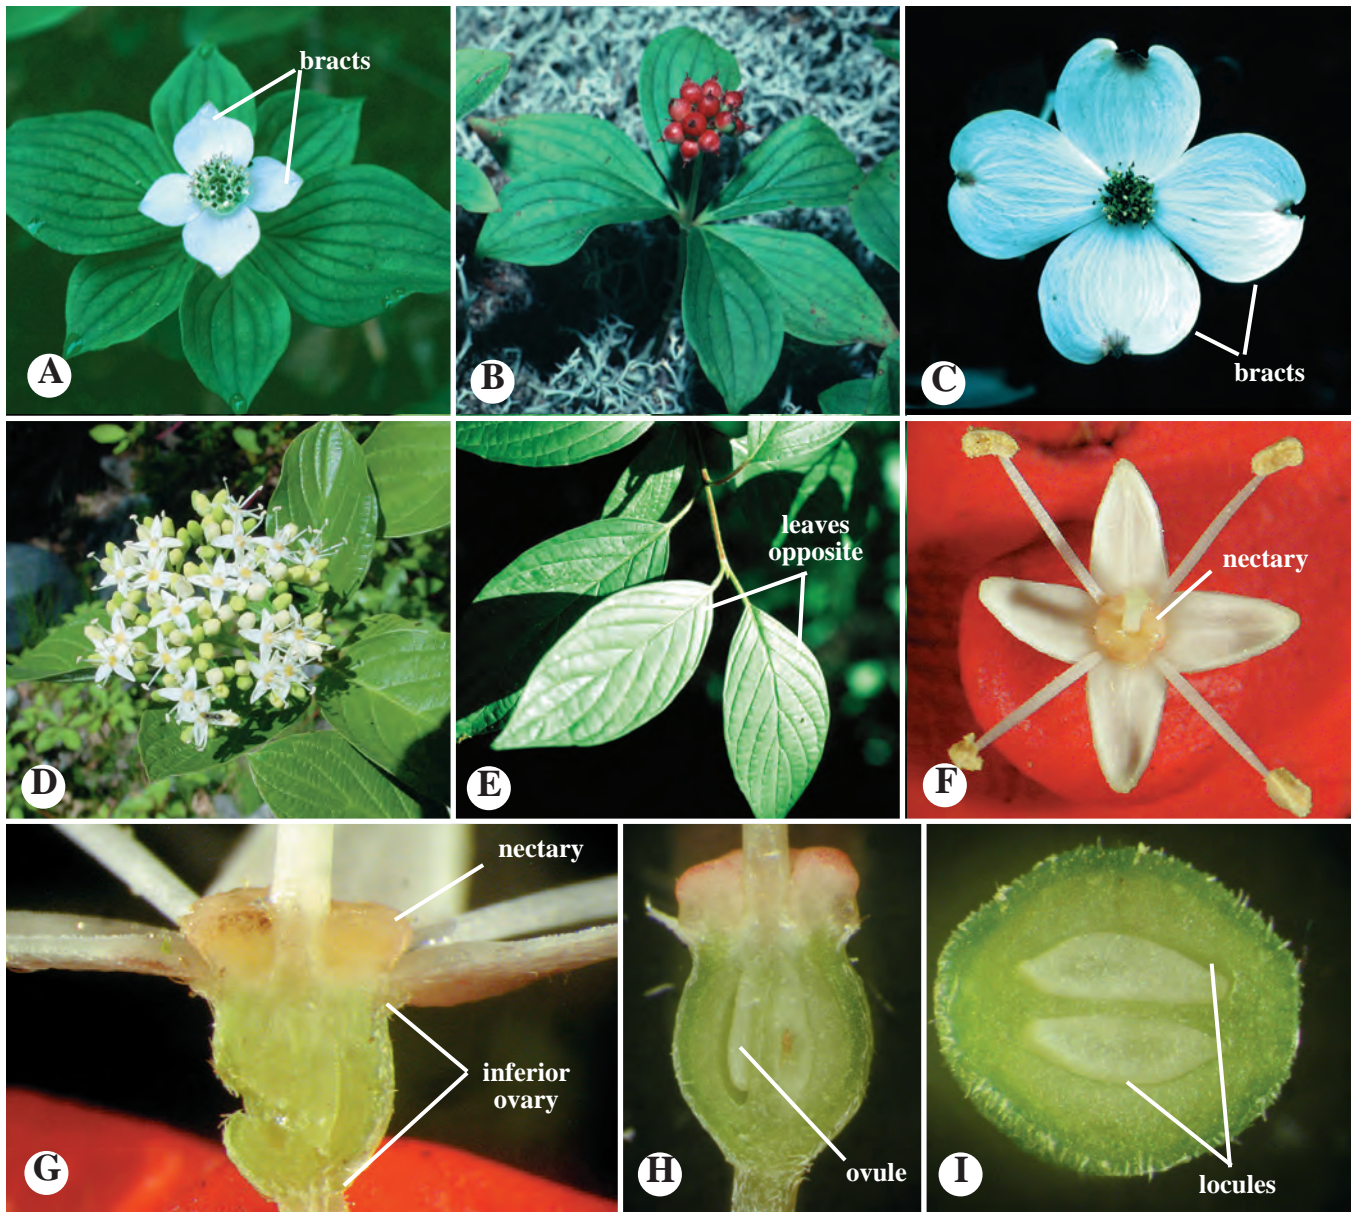 bracts
A
B
bracts
C
D
leaves
opposite
E
nectary
F
nectary
inferior
ovary
G
ovule
H
locules
I